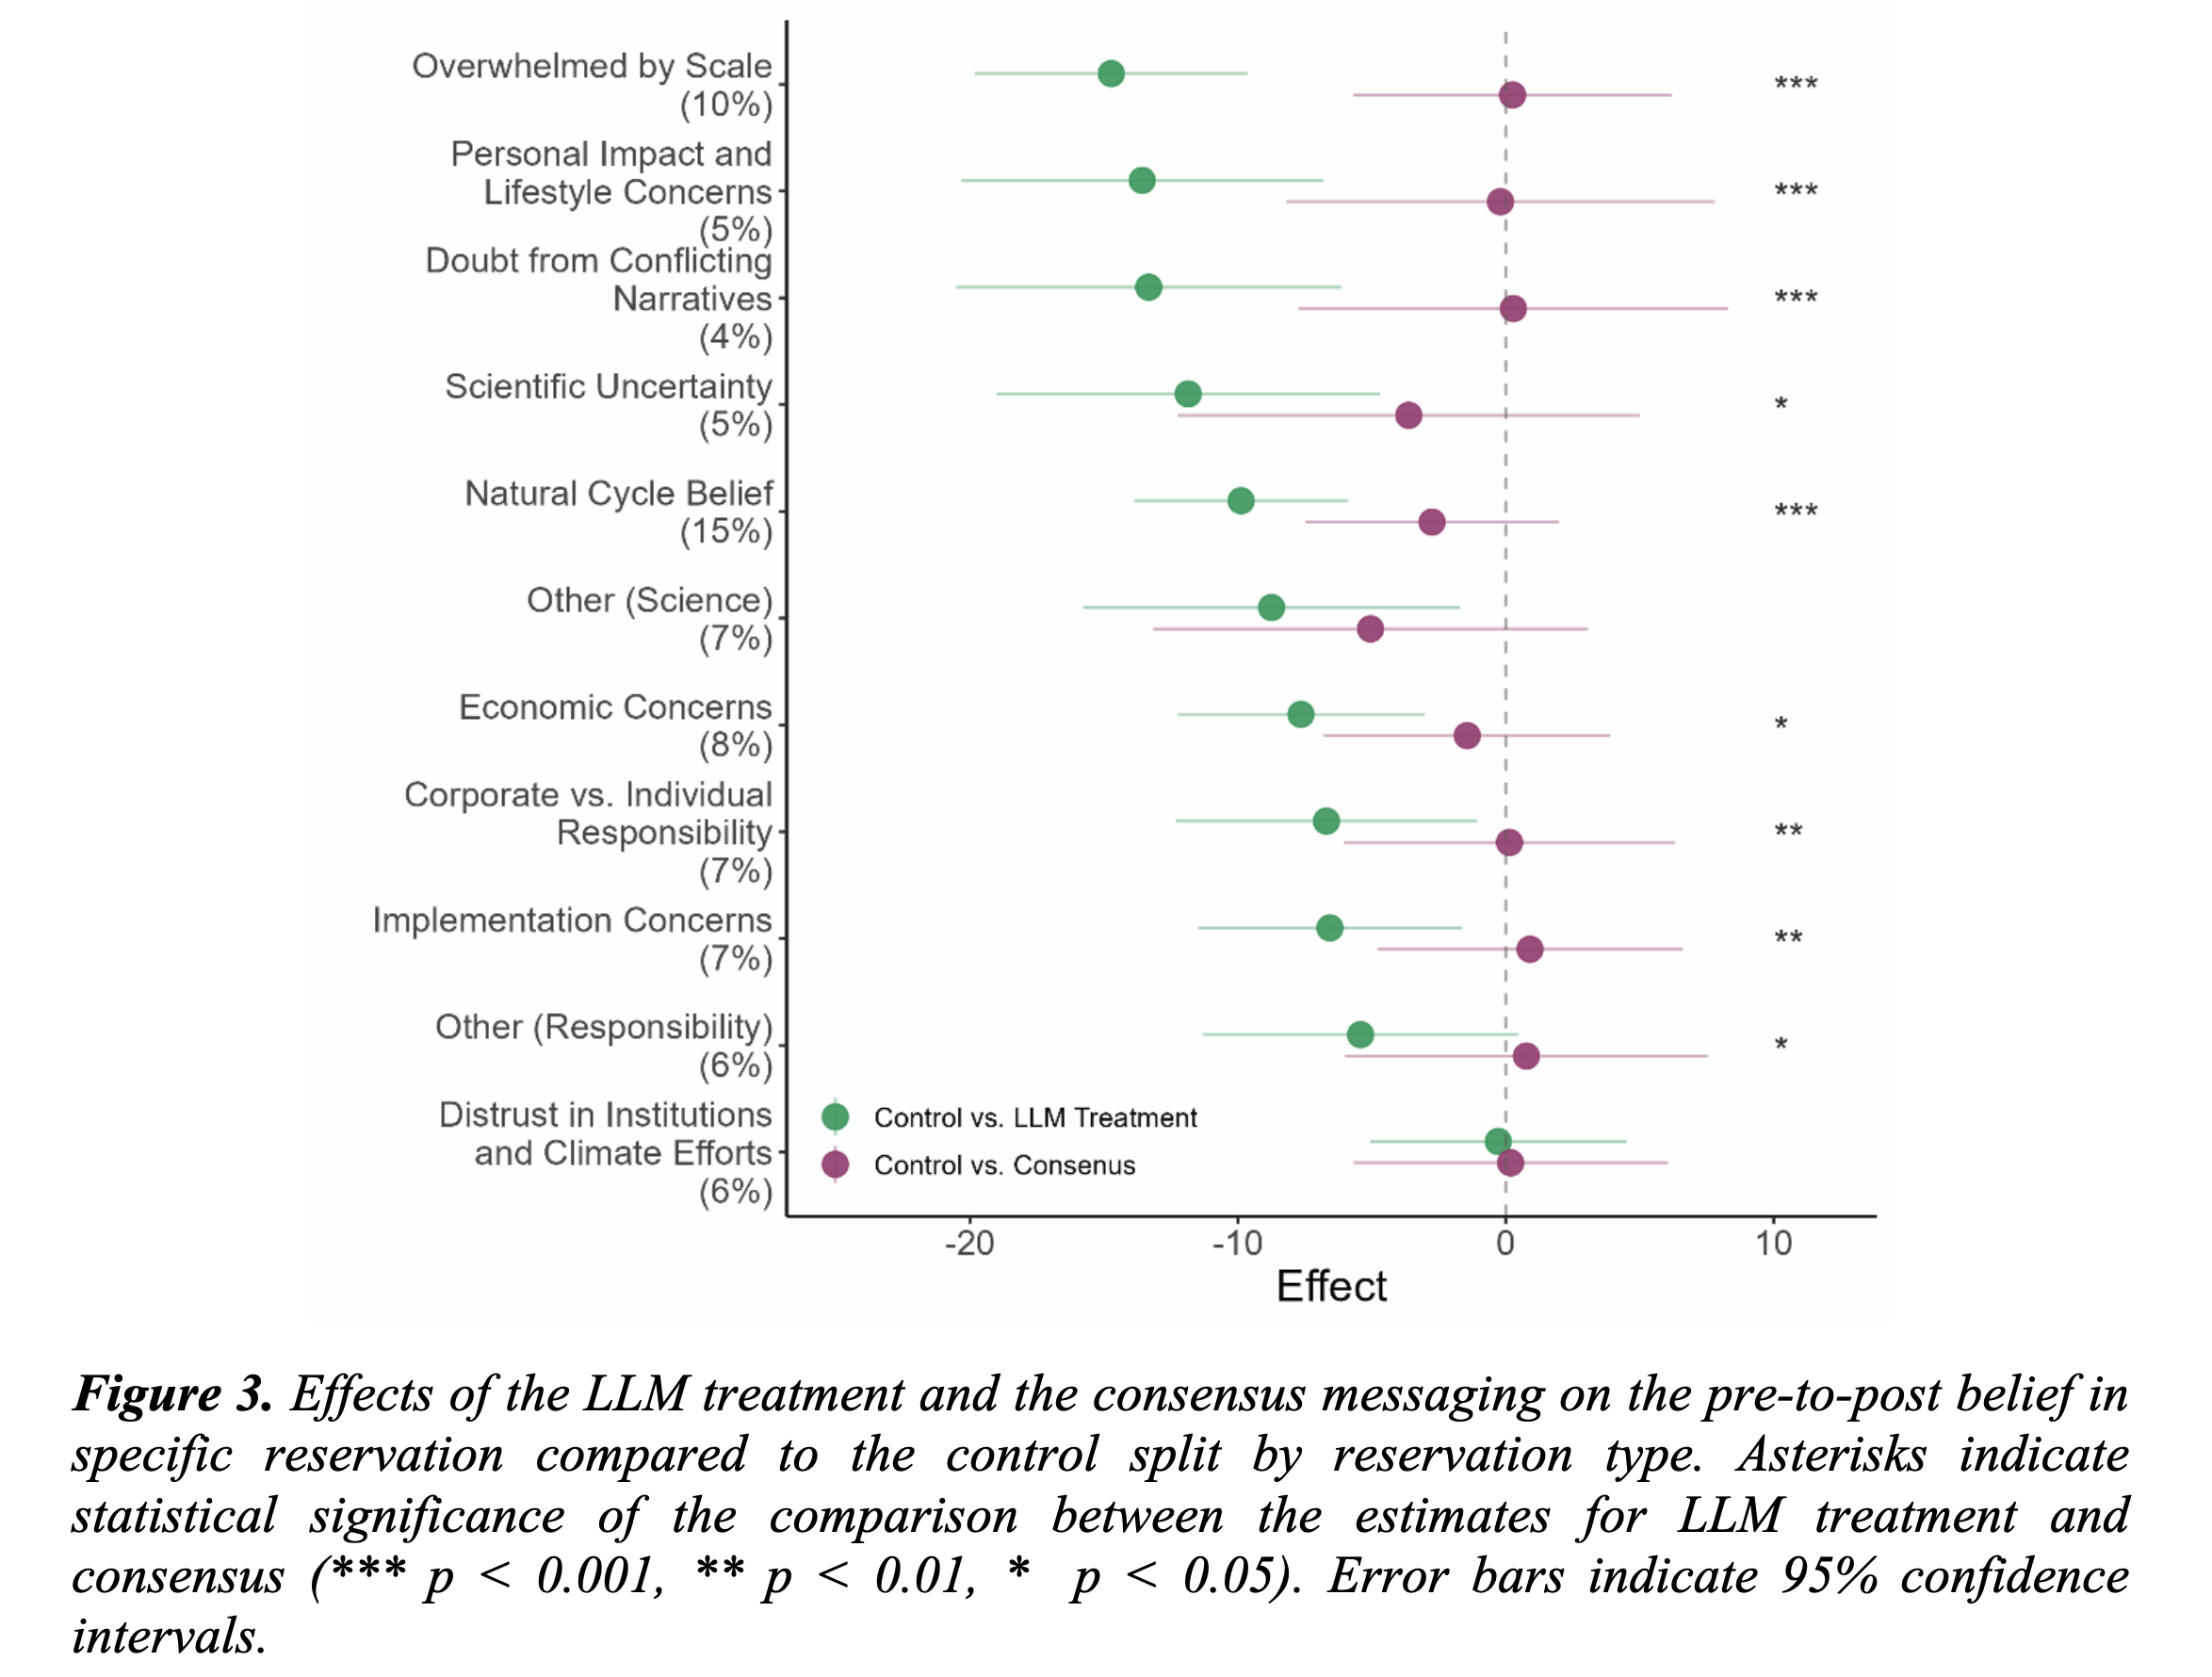 Overwhelmed by Scale
(10%)
***
Personal Impact and
Lifestyle Concerns
(5%)
***
Doubt from Conflicting
Narratives
(4%)
***
Scientific Uncertainty
(5%)
*
Natural Cycle Belief
(15%)
***
Other (Science)
(7%)
Economic Concerns
(8%)
*
Corporate vs. Individual
Responsibility
(7%)
**
Implementation Concerns
(7%)
**
Other (Responsibility)
(6%)
*
Distrust in Institutions
and Climate Efforts
(6%)
Control vs. LLM Treatment
Control vs. Consenus
-20 -10 0 10
Effect
Figure 3. Effects of the LLM treatment and the consensus messaging on the pre-to-post belief in
specific reservation compared to the control split by reservation type. Asterisks indicate
statistical significance of the comparison between the estimates for LLM treatment and
consensus (*** p < 0.001, ** p < 0.01, * p < 0.05). Error bars indicate 95% confidence
intervals.